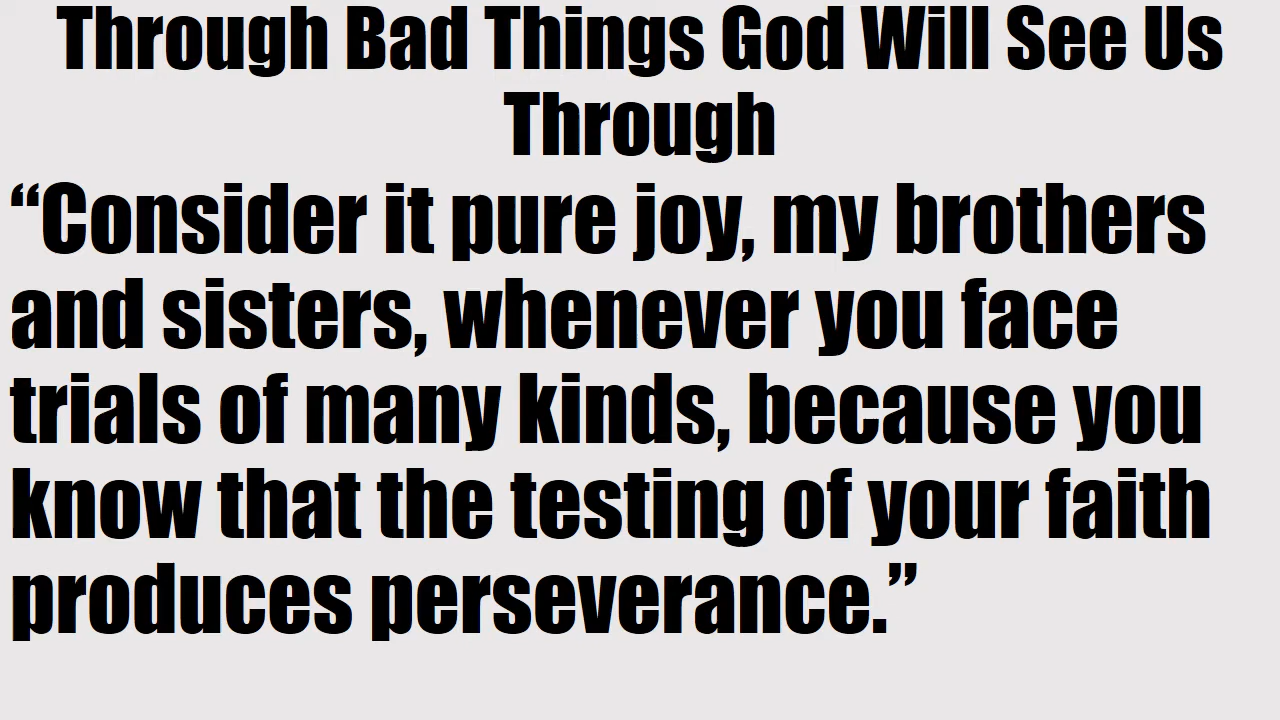 Through Bad Things God Will See Us
Through
“Consider it pure joy, my brothers
and sisters, whenever you face
trials of many kinds, because you
know that the testing of your faith
produces perseverance.”